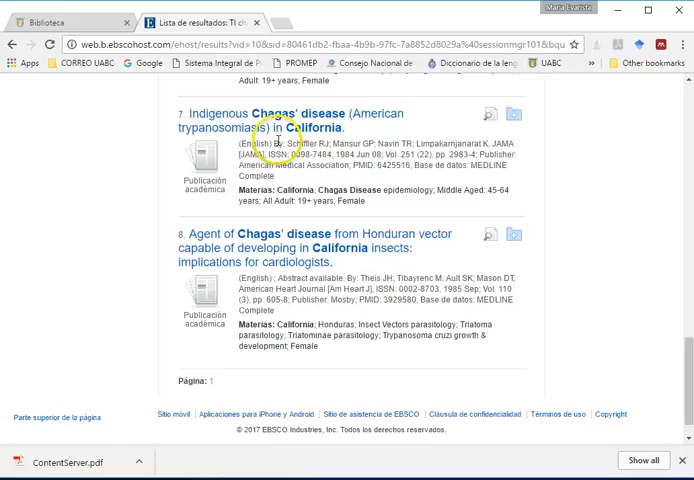 Maria Evarista
Biblioteca
Lista de resultados: TI ch
web.b.ebscohost.com/ehost/results?vid=10&sid=80461db2-fbaa-4b9b-97fc-7a8852d8029a%40sessionmgr101&bqu
Apps CORREO UABC Google Sistema Integral de P PROMEP Consejo Nacional de Diccionario de la leng UABC » Other bookmarks
Adult: 19+ years; Female
7. Indigenous Chagas' disease (American
trypanosomiasis) in California.
(English) By: Schiffler RJ; Mansur GP; Navin TR; Limpakarnjanarat K, JAMA
[JAMA], ISSN: 0098-7484, 1984 Jun 08; Vol. 251 (22), pp. 2983-4; Publisher:
American Medical Association; PMID: 6425516, Base de datos: MEDLINE
Complete
Publicación
académica
Materias: California; Chagas Disease epidemiology; Middle Aged: 45-64
years; All Adult: 19+ years; Female
8. Agent of Chagas' disease from Honduran vector
capable of developing in California insects:
implications for cardiologists.
(English) ; Abstract available. By: Theis JH; Tibayrenc M; Ault SK; Mason DT,
American Heart Journal [Am Heart J], ISSN: 0002-8703, 1985 Sep; Vol. 110
(3), pp. 605-8; Publisher: Mosby; PMID: 3929580, Base de datos: MEDLINE
Complete
Publicación
académica
Materias: California; Honduras; Insect Vectors parasitology; Triatoma
parasitology; Triatominae parasitology; Trypanosoma cruzi growth &
development; Female
Página: 1
Parte superior de la página
Sitio móvil Aplicaciones para iPhone y Android Sitio de asistencia de EBSCO Cláusula de confidencialidad Términos de uso Copyright
© 2017 EBSCO Industries, Inc. Todos los derechos reservados.
ContentServer.pdf
Show all